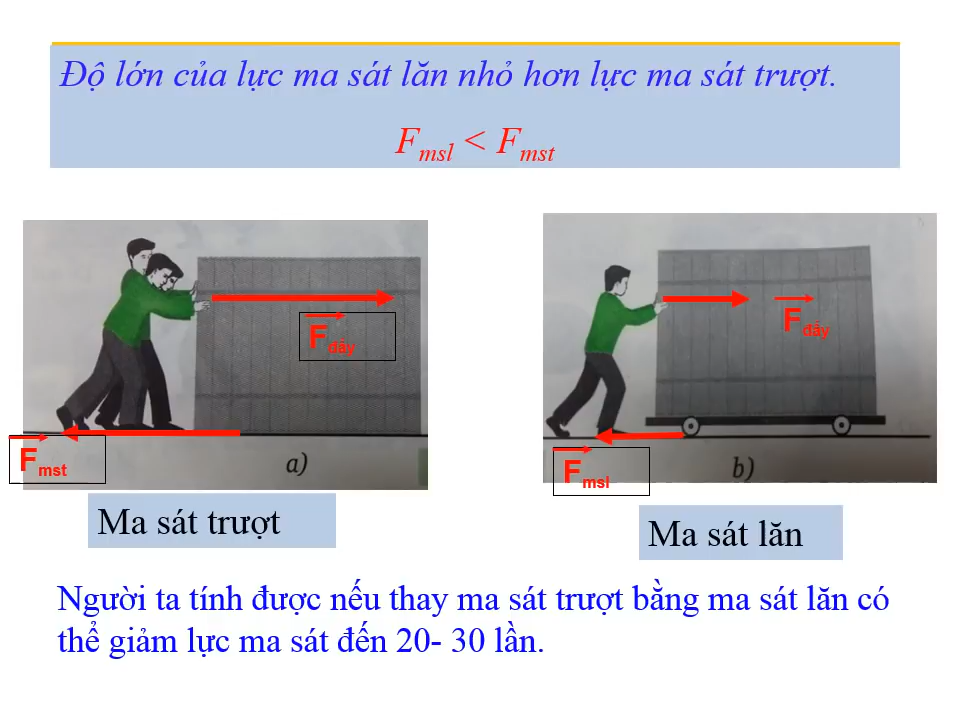 Độ lớn của lực ma sát lăn nhỏ hơn lực ma sát trượt.
Fmsl < Fmst
Fđẩy
Fmst
a)
Fđẩy
Fmsl
b)
Ma sát trượt
Ma sát lăn
Người ta tính được nếu thay ma sát trượt bằng ma sát lăn có
thể giảm lực ma sát đến 20- 30 lần.